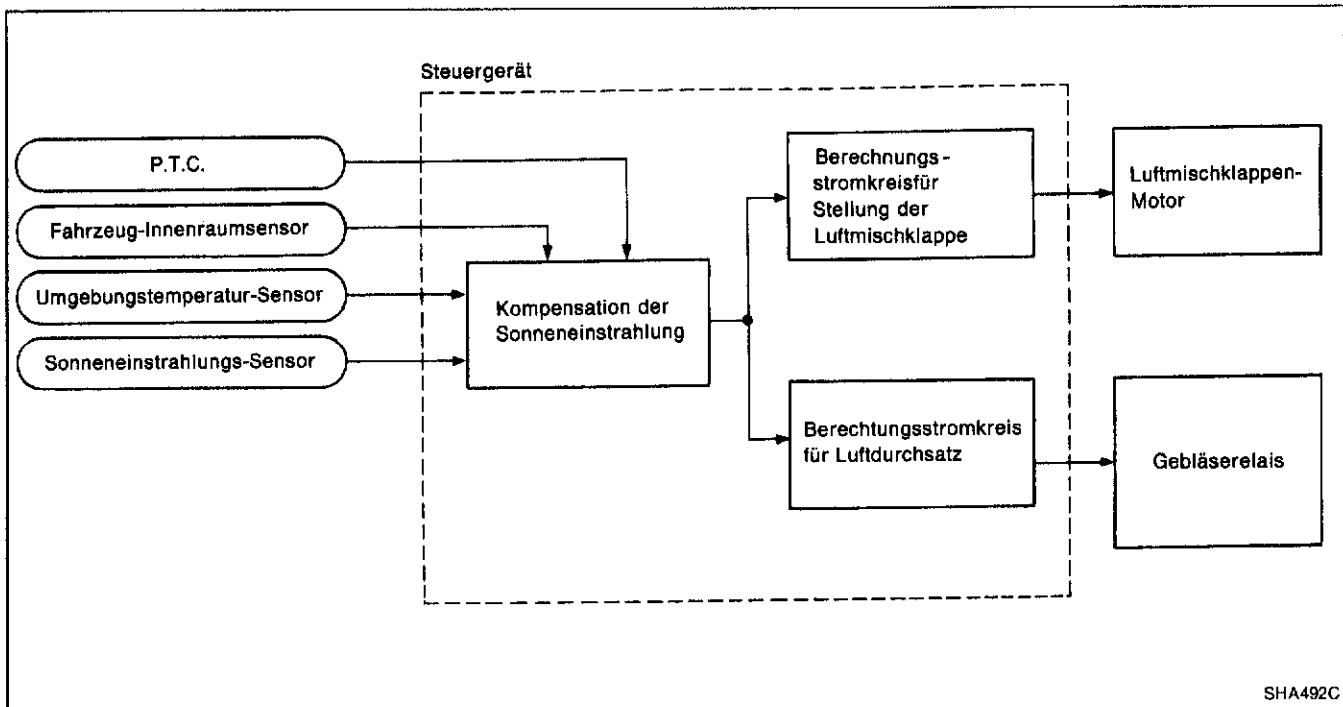 Steuergerät
P.T.C.
Fahrzeug-Innenraumsensor
Umgebungstemperatur-Sensor
Sonneneinstrahlungs-Sensor
Kompensation der
Sonneneinstrahlung
Berechnungs-
stromkreisfür
Stellung der
Luftmischklappe
Luftmischklappen-
Motor
Berechtungsstromkreis
für Luftdurchsatz
Gebläserelais
SHA492C